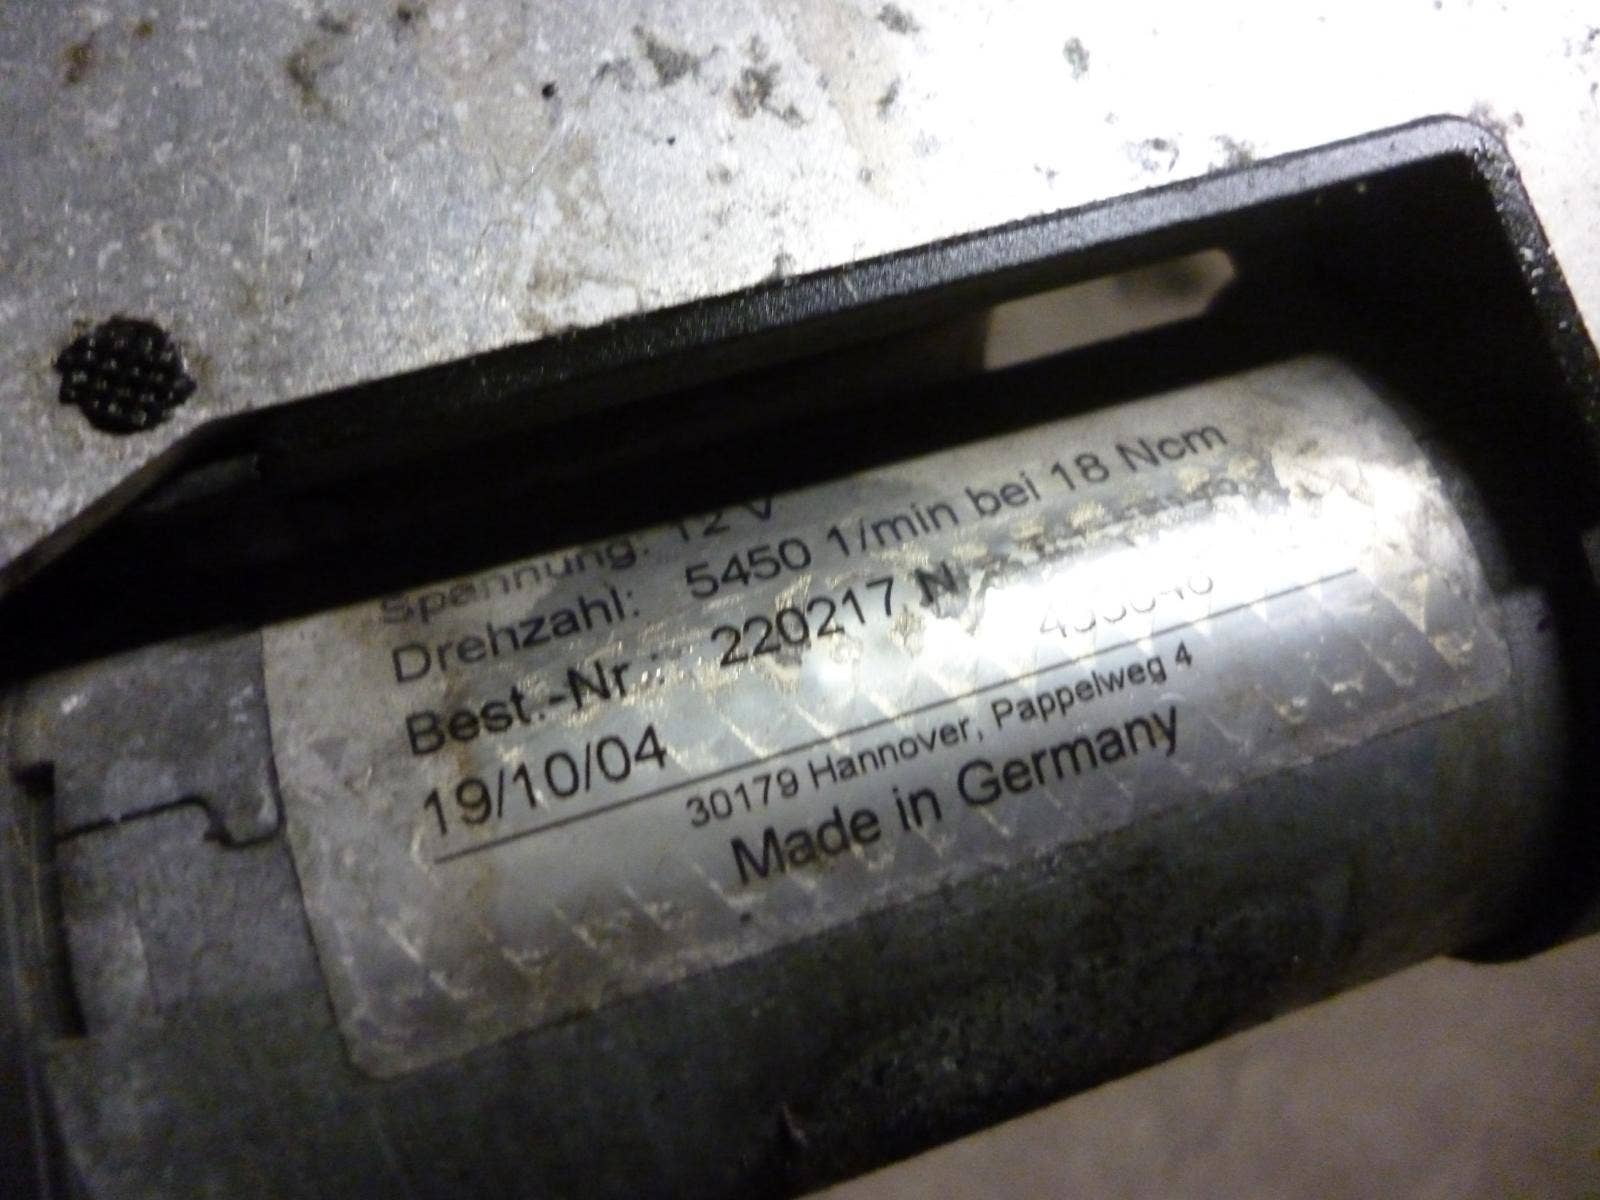 Spannung: 12 V
Drehzahl: 5450 1/min bei 18 Ncm
Best.-Nr.: 220217 N
19/10/04
30179 Hannover, Pappelweg 4
Made in Germany